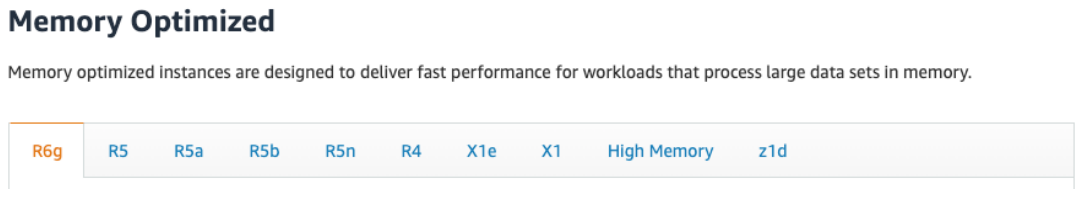 Memory Optimized
Memory optimized instances are designed to deliver fast performance for workloads that process large data sets in memory.
R6g R5 R5a R5b R5n R4 X1e X1 High Memory z1d